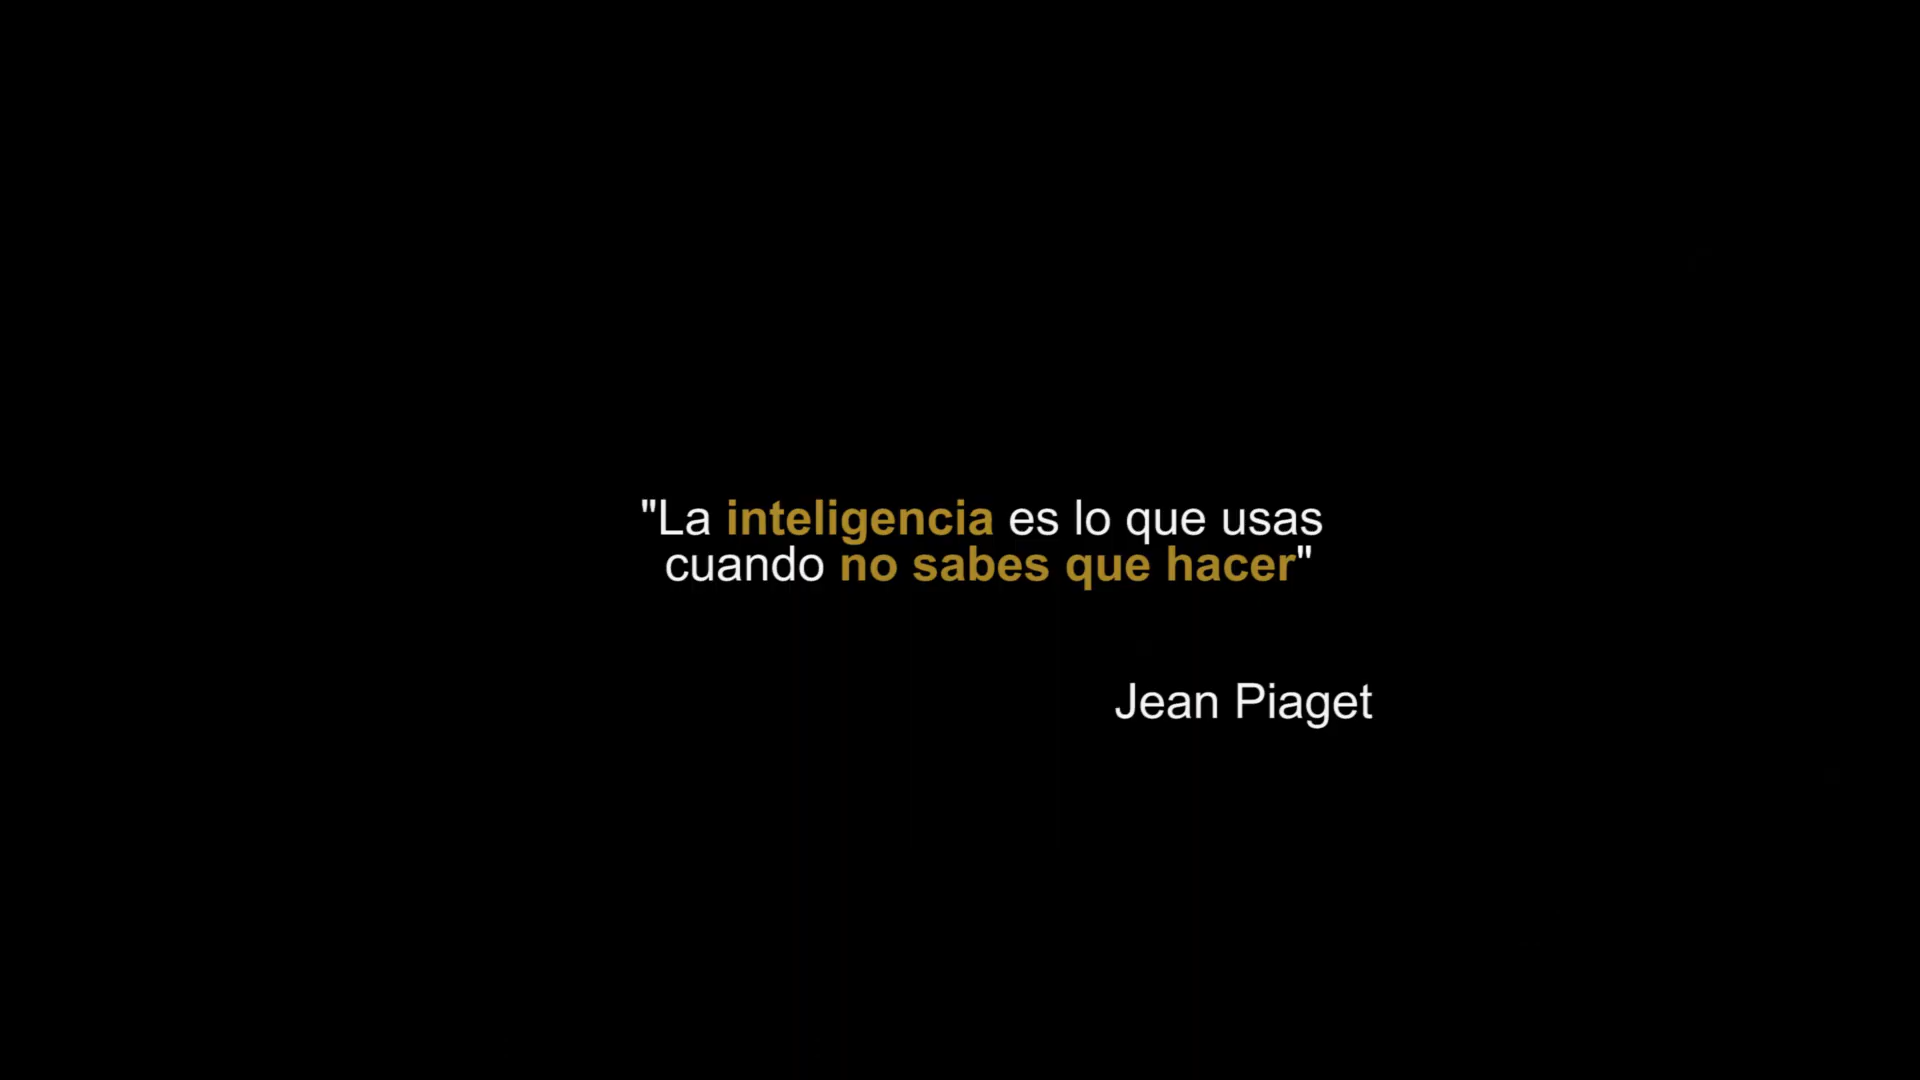 "La inteligencia es lo que usas
cuando no sabes que hacer"
Jean Piaget